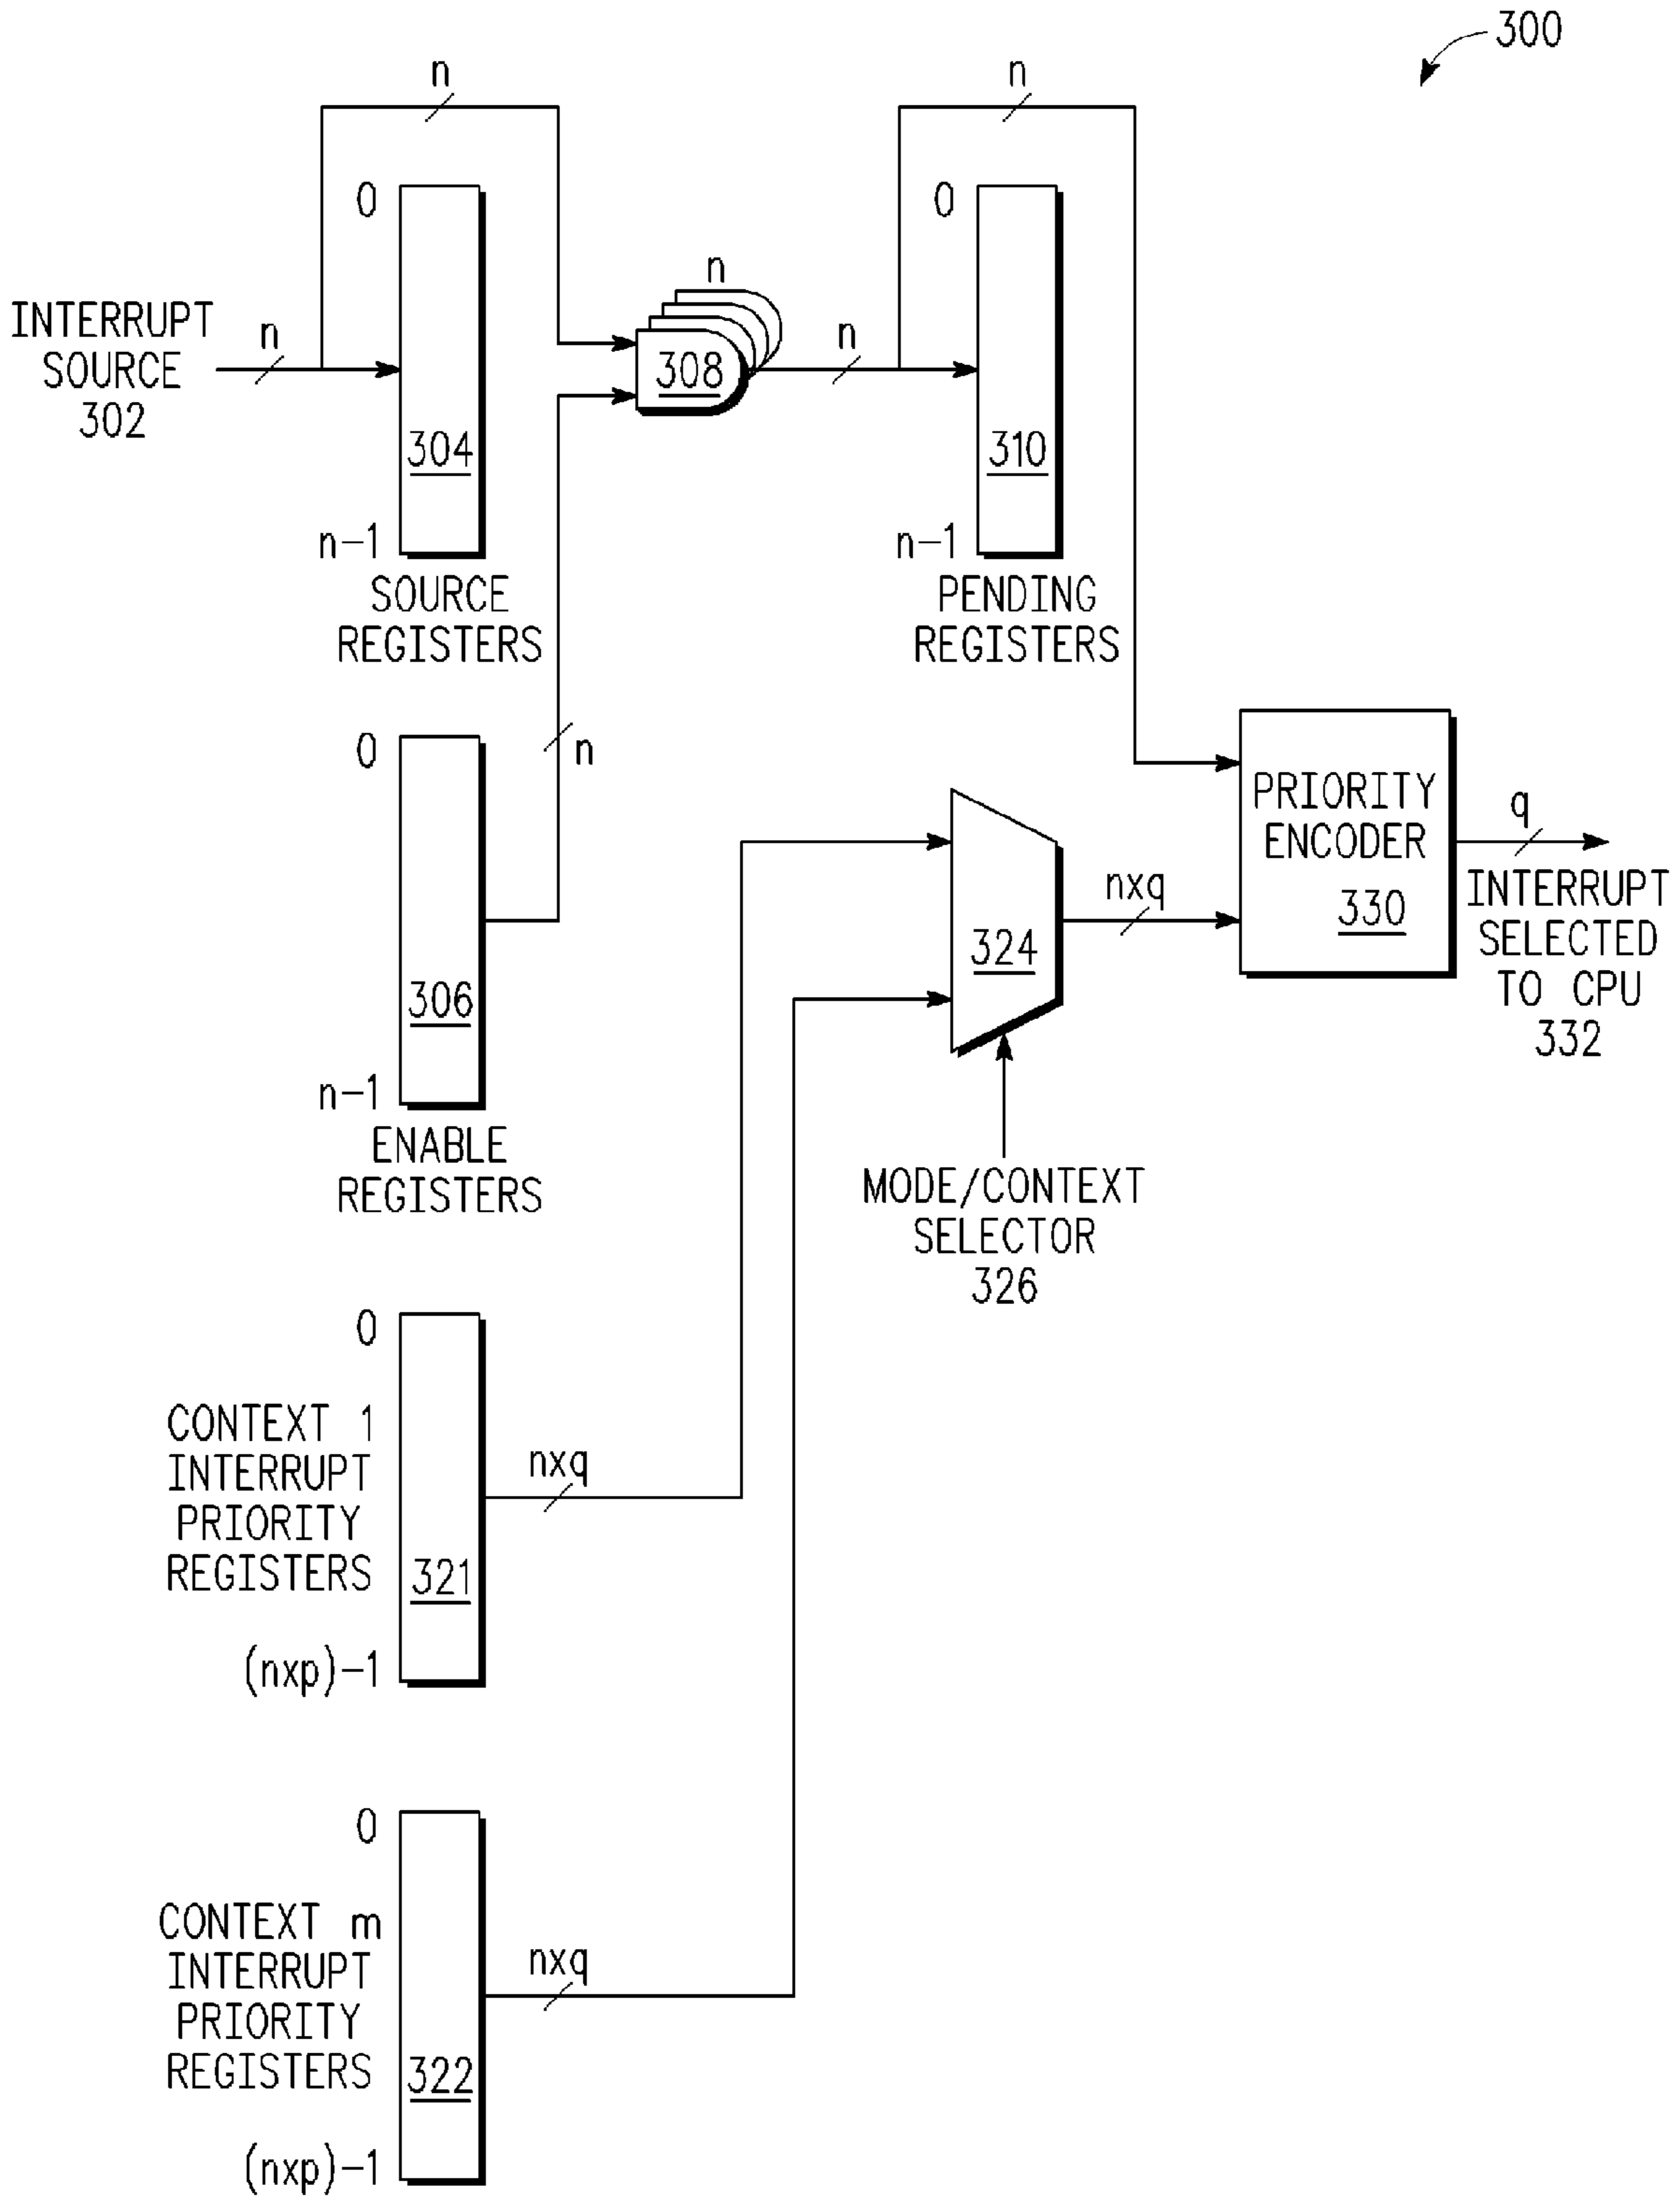 300
n
n
0
0
n
INTERRUPT
SOURCE
302
n
308
n
304
310
n-1
n-1
SOURCE
REGISTERS
PENDING
REGISTERS
0
n
306
n-1
ENABLE
REGISTERS
324
nxq
PRIORITY
ENCODER
330
q
INTERRUPT
SELECTED
TO CPU
332
MODE/CONTEXT
SELECTOR
326
0
CONTEXT 1
INTERRUPT
PRIORITY
REGISTERS
321
nxq
(nxp)-1
0
CONTEXT m
INTERRUPT
PRIORITY
REGISTERS
322
nxq
(nxp)-1